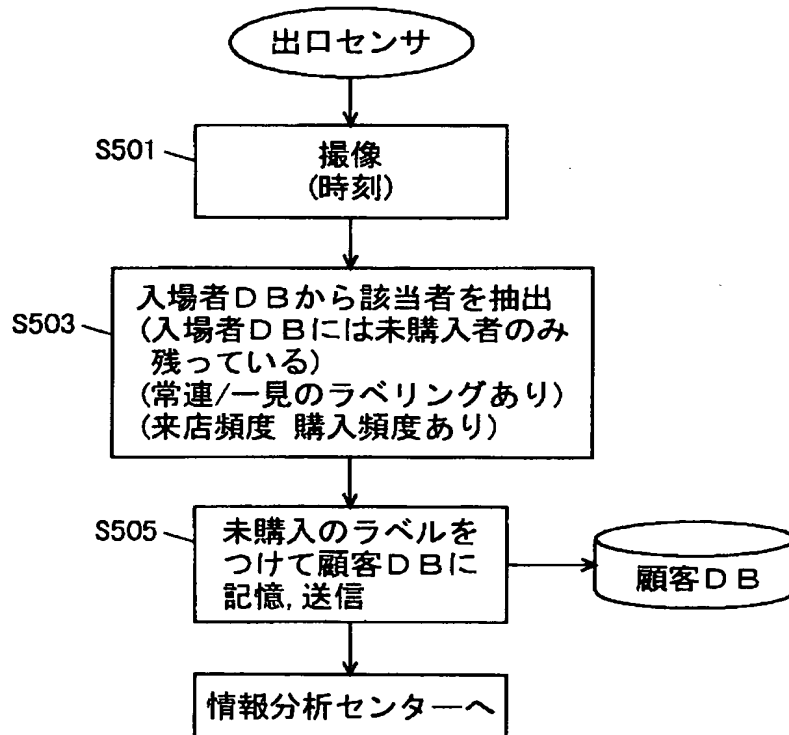 出口センサ
S501
撮像
(時刻)
S503
入場者ＤＢから該当者を抽出
(入場者ＤＢには未購入者のみ
残っている)
(常連/一見のラベリングあり)
(来店頻度 購入頻度あり)
S505
未購入のラベルを
つけて顧客ＤＢに
記憶,送信
顧客ＤＢ
情報分析センターへ